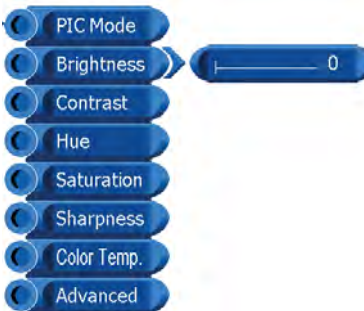 PIC Mode
Brightness 0
Contrast
Hue
Saturation
Sharpness
Color Temp.
Advanced